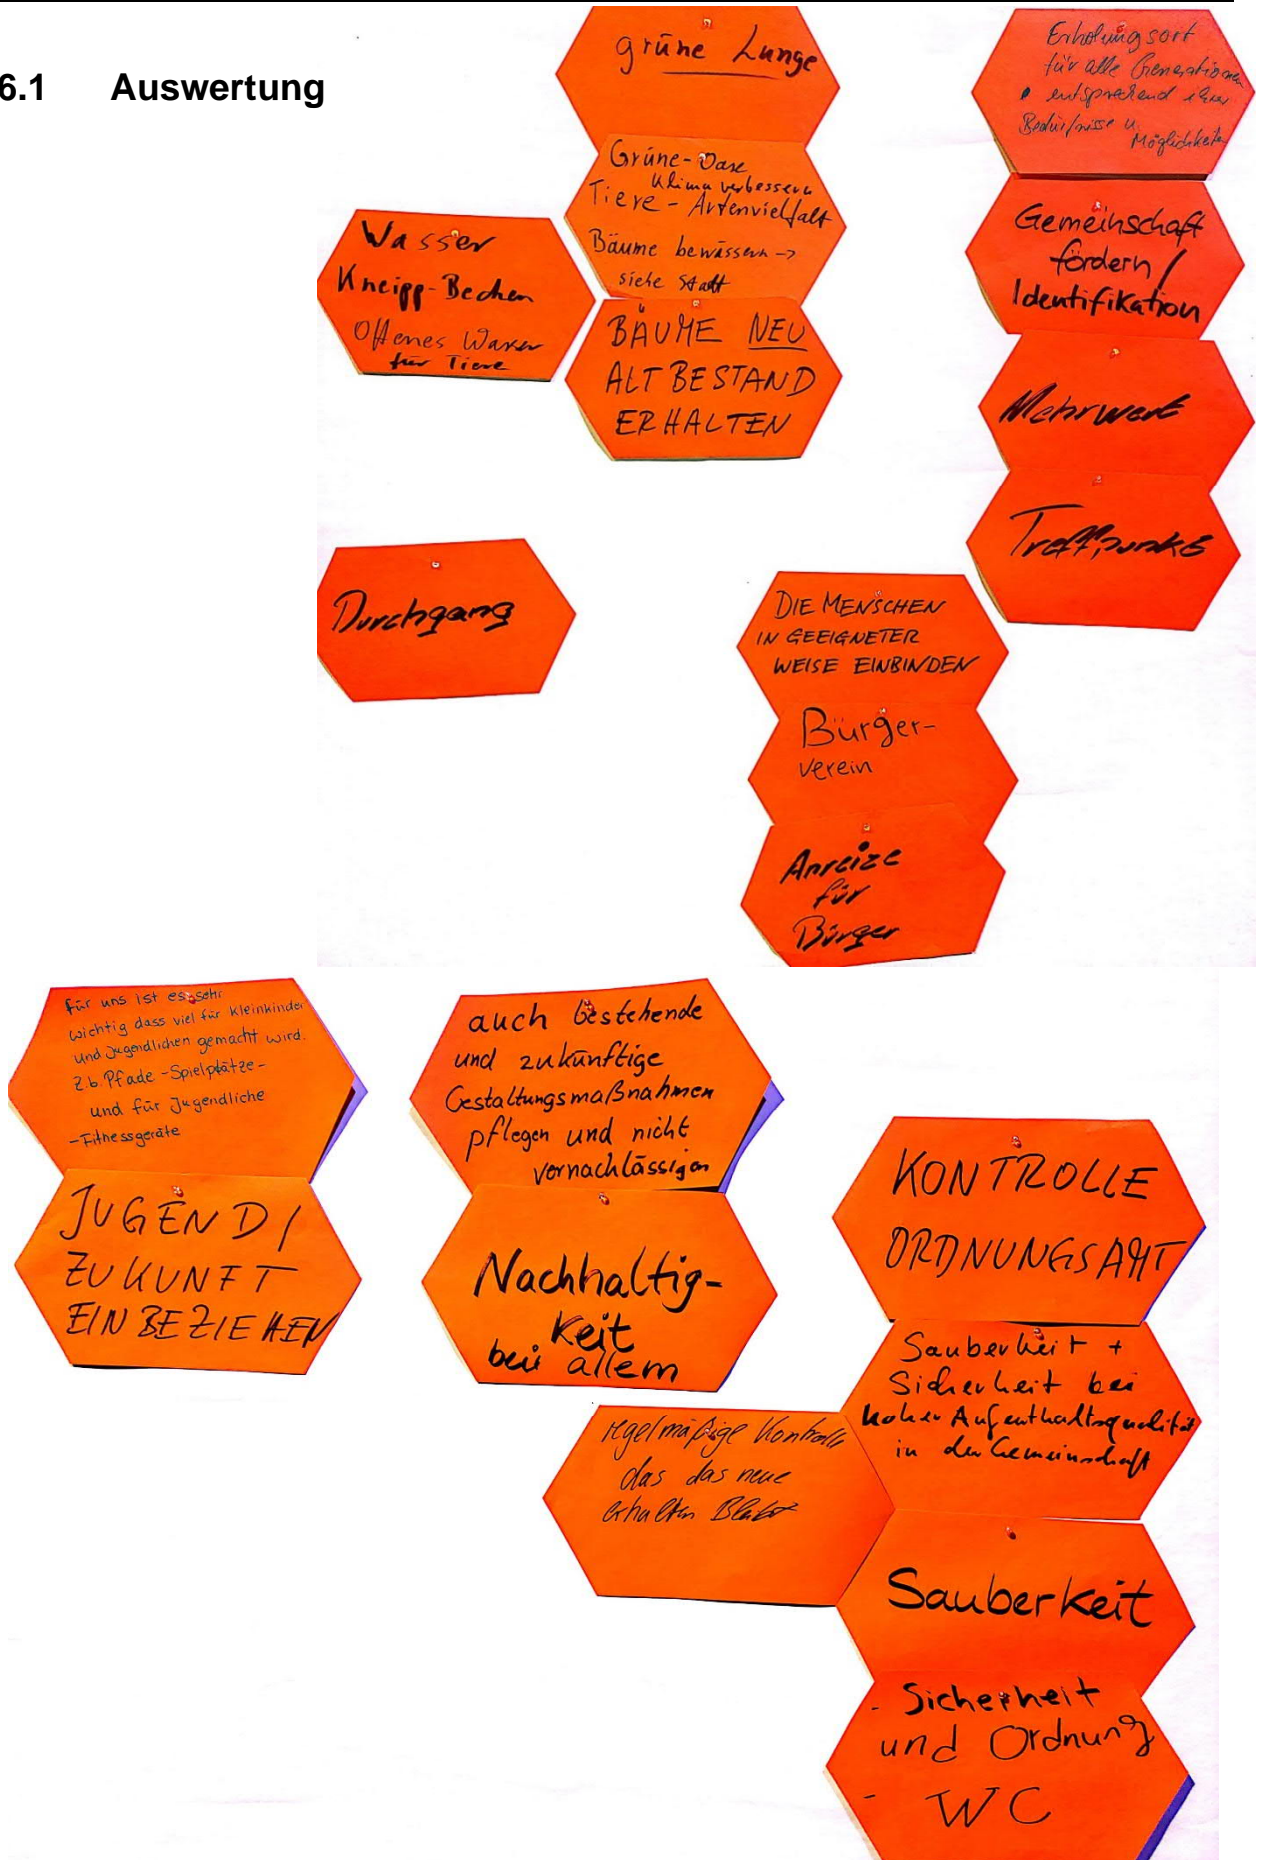 6.1 Auswertung
grüne Lunge
Grüne-Oase
Klima verbessern
Tiere - Artenvielfalt
Bäume bewässern ->
siehe Stadt
BÄUME NEU
ALTBESTAND
ERHALTEN
Wasser
Kneipp-Becken
Offenes Wasser
für Tiere
Erholungsort
für alle Generationen
• entsprechend ihrer
Bedürfnisse u.
Möglichkeiten
Gemeinschaft
fördern /
Identifikation
Mehrwert
Treffpunkt
Durchgang
DIE MENSCHEN
IN GEEIGNETER
WEISE EINBINDEN
Bürger-
verein
Anreize
für
Bürger
für uns ist es sehr
wichtig dass viel für Kleinkinder
und Jugendlichen gemacht wird.
z.b. Pfade - Spielplätze -
und für Jugendliche
- Fitnessgeräte
JUGEND /
ZUKUNFT
EINBEZIEHEN
auch bestehende
und zukünftige
Gestaltungsmaßnahmen
pflegen und nicht
vernachlässigen
Nachhaltig-
keit
bei allem
KONTROLLE
ORDNUNGSAMT
Sauberkeit +
Sicherheit bei
hoher Aufenthaltsqualität
in der Gemeinschaft
regelmäßige Kontrolle
das das neue
erhalten Bleibt
Sauberkeit
- Sicherheit
und Ordnung
- WC